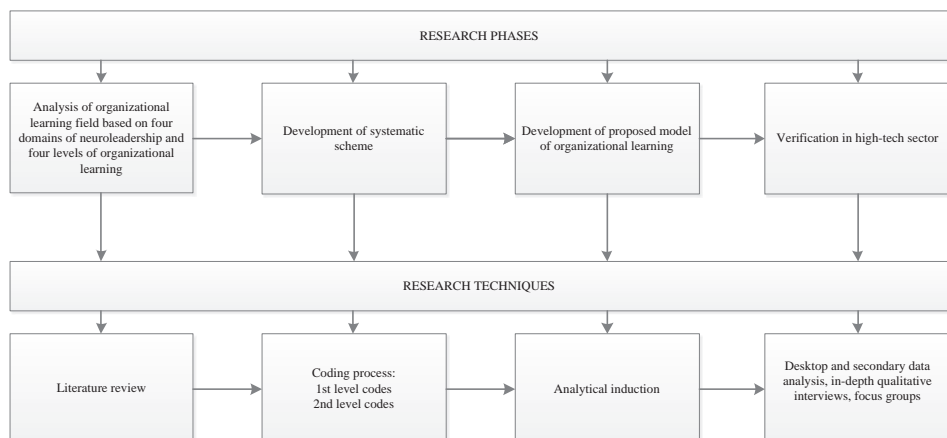 RESEARCH PHASES
Analysis of organizational
learning field based on four
domains of neuroleadership and
four levels of organizational
learning
Development of systematic
scheme
Development of proposed model
of organizational learning
Verification in high-tech sector
RESEARCH TECHNIQUES
Literature review
Coding process:
1st level codes
2nd level codes
Analytical induction
Desktop and secondary data
analysis, in-depth qualitative
interviews, focus groups